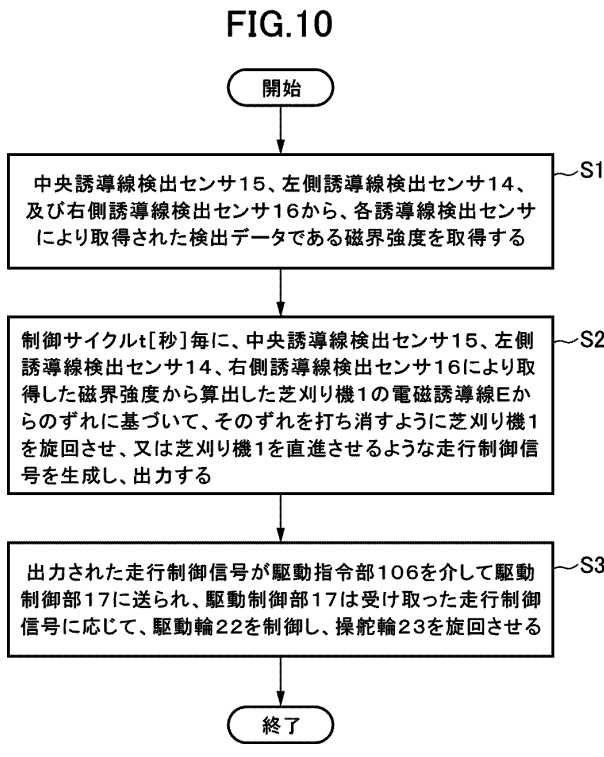 FIG.10
開始
S1
中央誘導線検出センサ15、左側誘導線検出センサ14、
及び右側誘導線検出センサ16から、各誘導線検出センサ
により取得された検出データである磁界強度を取得する
S2
制御サイクルt[秒]毎に、中央誘導線検出センサ15、左側
誘導線検出センサ14、右側誘導線検出センサ16により取
得した磁界強度から算出した芝刈り機1の電磁誘導線Eか
らのずれに基づいて、そのずれを打ち消すように芝刈り機1
を旋回させ、又は芝刈り機1を直進させるような走行制御信
号を生成し、出力する
S3
出力された走行制御信号が駆動指令部106を介して駆動
制御部17に送られ、駆動制御部17は受け取った走行制御
信号に応じて、駆動輪22を制御し、操舵輪23を旋回させる
終了